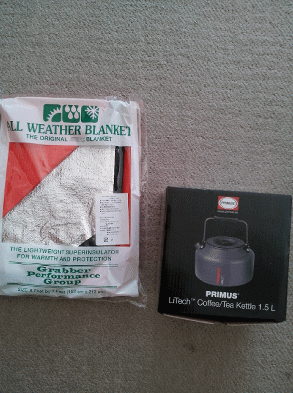 ALL WEATHER BLANKET
THE ORIGINAL BLANKET
THE LIGHTWEIGHT SUPERINSULATOR
FOR WARMTH AND PROTECTION
Grabber
Performance
Group
PRIMUS
PRIMUS
LiTech™ Coffee/Tea Kettle 1.5 L